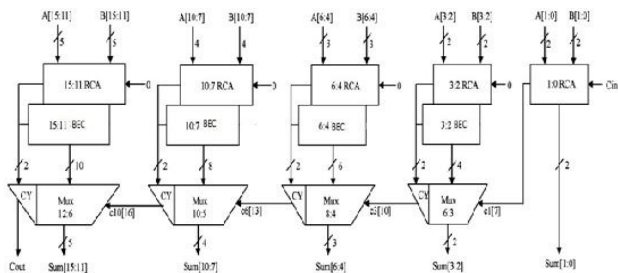 A[15:11] B[15:11] A[10:7] B[10:7] A[6:4] B[6:4] A[3:2] B[3:2] A[1:0] B[1:0]
5 5 4 4 3 3 2 2 2 2
15:11 RCA 0 10:7 RCA 0 6:4 RCA 0 3:2 RCA 0 1:0 RCA Cin
15:11 BEC 10:7 BEC 6:4 BEC 3:2 BEC
2 10 2 8 2 6 2 4 2
CY Mux 12:6 c10[16] CY Mux 10:5 c6[13] CY Mux 8:4 c3[10] CY Mux 6:3 c1[7]
5 4 3 2
Cout Sum[15:11] Sum[10:7] Sum[6:4] Sum[3:2] Sum[1:0]